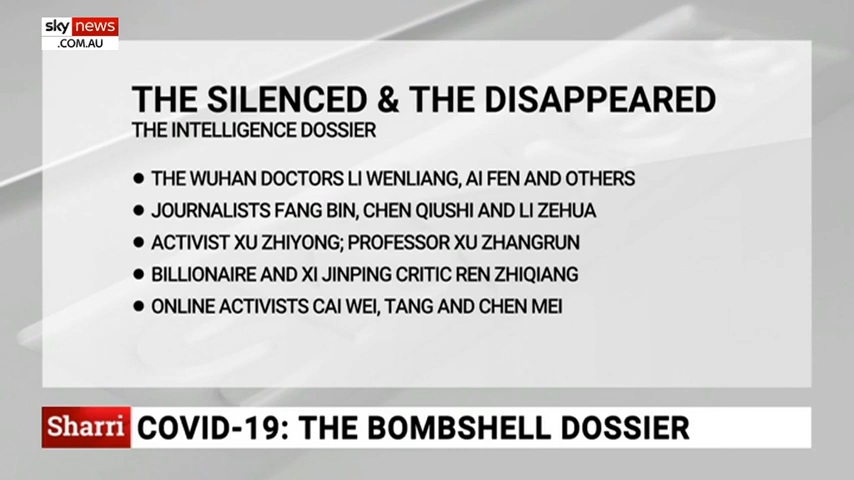 sky news
.COM.AU
THE SILENCED & THE DISAPPEARED
THE INTELLIGENCE DOSSIER
● THE WUHAN DOCTORS LI WENLIANG, AI FEN AND OTHERS
● JOURNALISTS FANG BIN, CHEN QIUSHI AND LI ZEHUA
● ACTIVIST XU ZHIYONG; PROFESSOR XU ZHANGRUN
● BILLIONAIRE AND XI JINPING CRITIC REN ZHIQIANG
● ONLINE ACTIVISTS CAI WEI, TANG AND CHEN MEI
Sharri COVID-19: THE BOMBSHELL DOSSIER